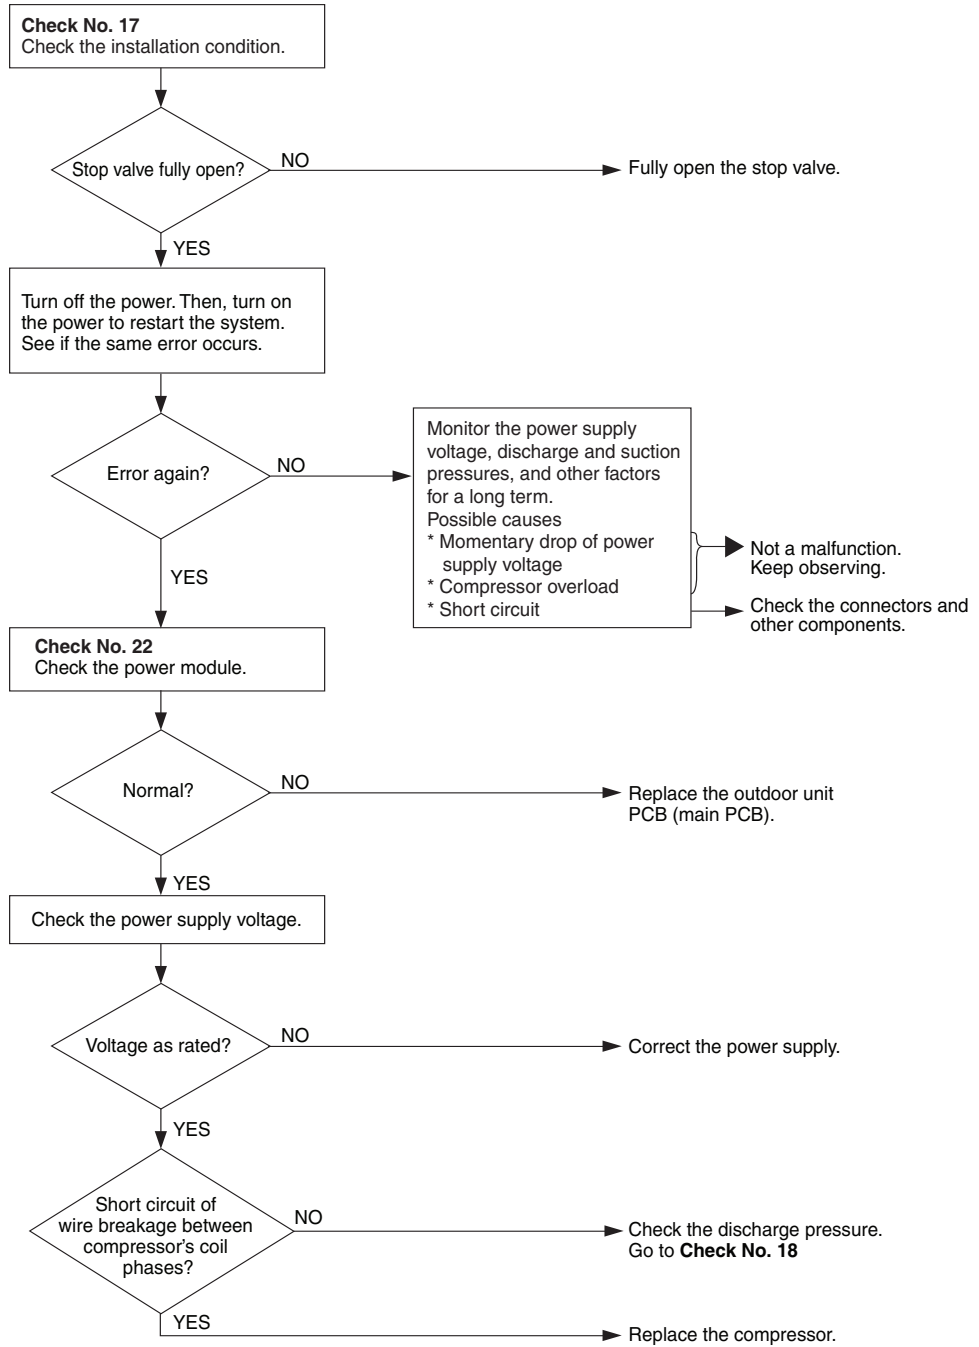 Check No. 17
Check the installation condition.
Stop valve fully open?
NO
Fully open the stop valve.
YES
Turn off the power. Then, turn on
the power to restart the system.
See if the same error occurs.
Error again?
NO
Monitor the power supply
voltage, discharge and suction
pressures, and other factors
for a long term.
Possible causes
* Momentary drop of power
supply voltage
* Compressor overload
* Short circuit
Not a malfunction.
Keep observing.
Check the connectors and
other components.
YES
Check No. 22
Check the power module.
Normal?
NO
Replace the outdoor unit
PCB (main PCB).
YES
Check the power supply voltage.
Voltage as rated?
NO
Correct the power supply.
YES
Short circuit of
wire breakage between
compressor's coil
phases?
NO
Check the discharge pressure.
Go to Check No. 18
YES
Replace the compressor.